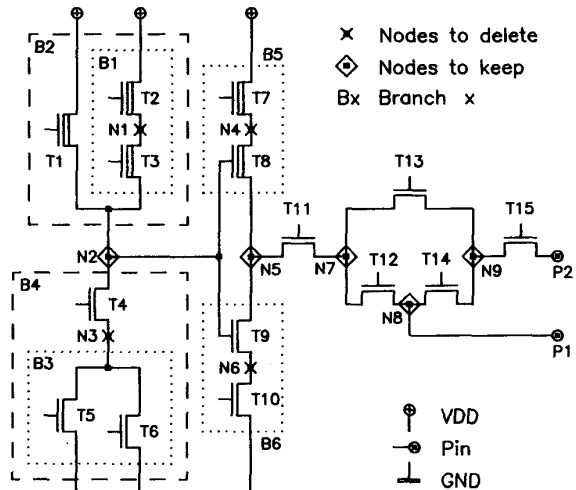 B2
B1
B5
T2
N1
T3
T1
T7
N4
T8
Nodes to delete
Nodes to keep
Bx Branch x
T13
T11
T15
N2
N5
N7
T12
T14
N9
P2
N8
P1
B4
T4
N3
B3
T5
T6
T9
N6
T10
B6
VDD
Pin
GND